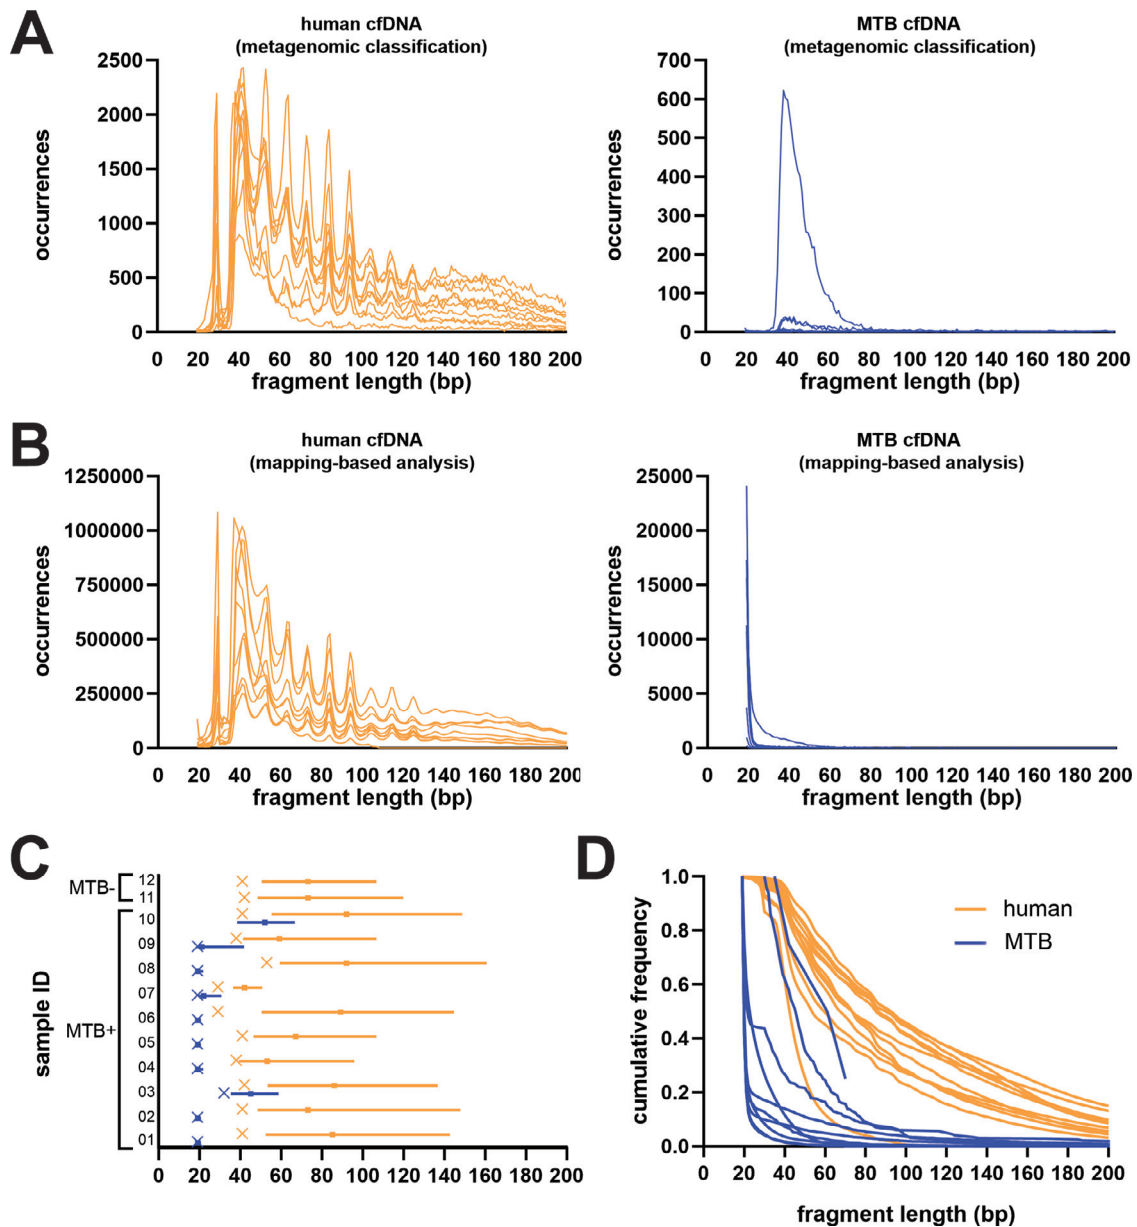 A
human cfDNA
(metagenomic classification)
2500
2000
1500
1000
500
0
occurrences
0 20 40 60 80 100 120 140 160 180 200
fragment length (bp)
MTB cfDNA
(metagenomic classification)
700
600
500
400
300
200
100
0
occurrences
0 20 40 60 80 100 120 140 160 180 200
fragment length (bp)
B
human cfDNA
(mapping-based analysis)
1250000
1000000
750000
500000
250000
0
occurrences
0 20 40 60 80 100 120 140 160 180 200
fragment length (bp)
MTB cfDNA
(mapping-based analysis)
25000
20000
15000
10000
5000
0
occurrences
0 20 40 60 80 100 120 140 160 180 200
fragment length (bp)
C
sample ID
MTB-
MTB+
12
11
10
09
08
07
06
05
04
03
02
01
0 20 40 60 80 100 120 140 160 180 200
D
cumulative frequency
1.0
0.8
0.6
0.4
0.2
0.0
human
MTB
0 20 40 60 80 100 120 140 160 180 200
fragment length (bp)